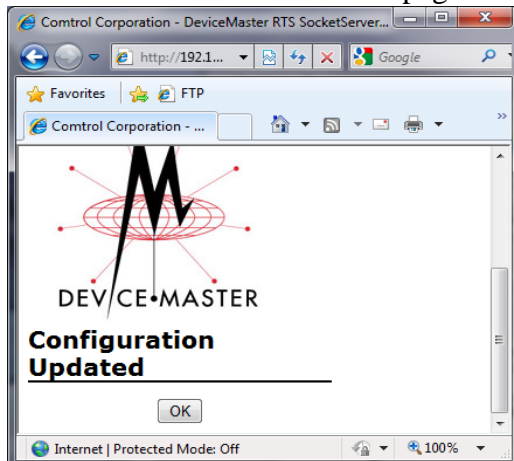 Comtrol Corporation - DeviceMaster RTS SocketServer...
http://192.1...
Google
Favorites
FTP
Comtrol Corporation - ...
DEVICE•MASTER
Configuration
Updated
OK
Internet | Protected Mode: Off
100%